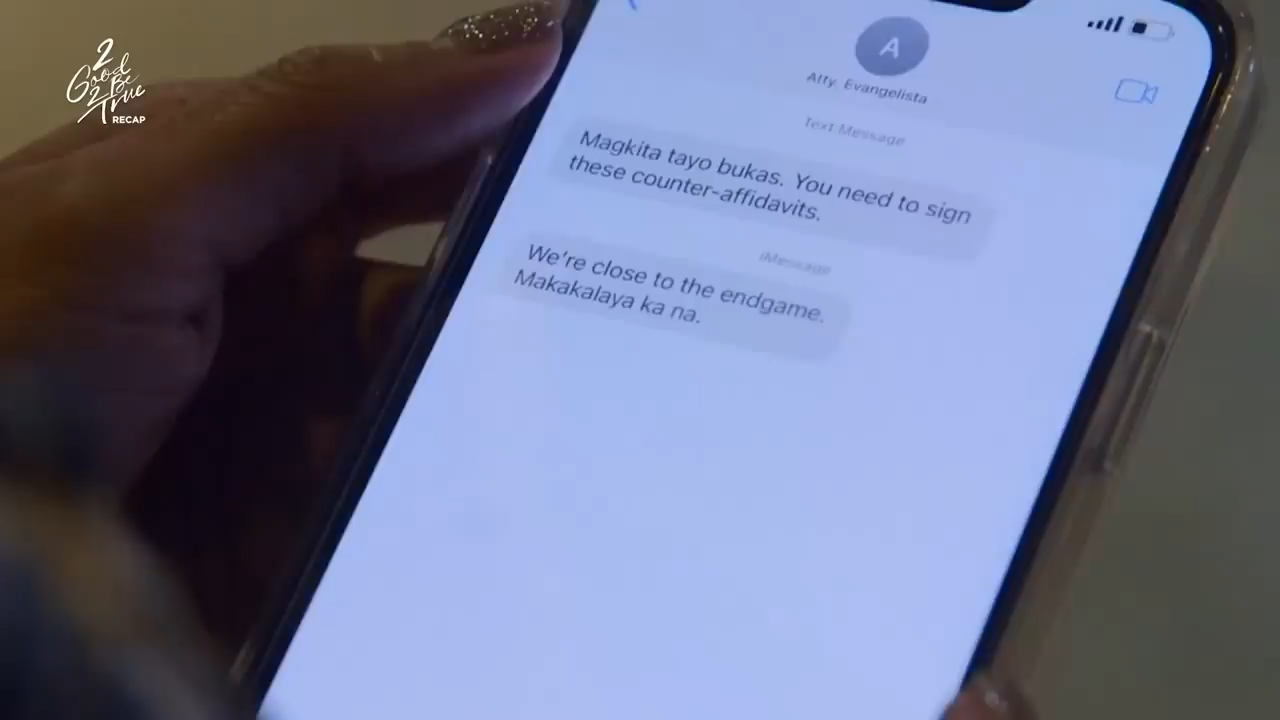 2
Good
2 Be
True
RECAP
A
Atty. Evangelista
Text Message
Magkita tayo bukas. You need to sign
these counter-affidavits.
iMessage
We're close to the endgame.
Makakalaya ka na.